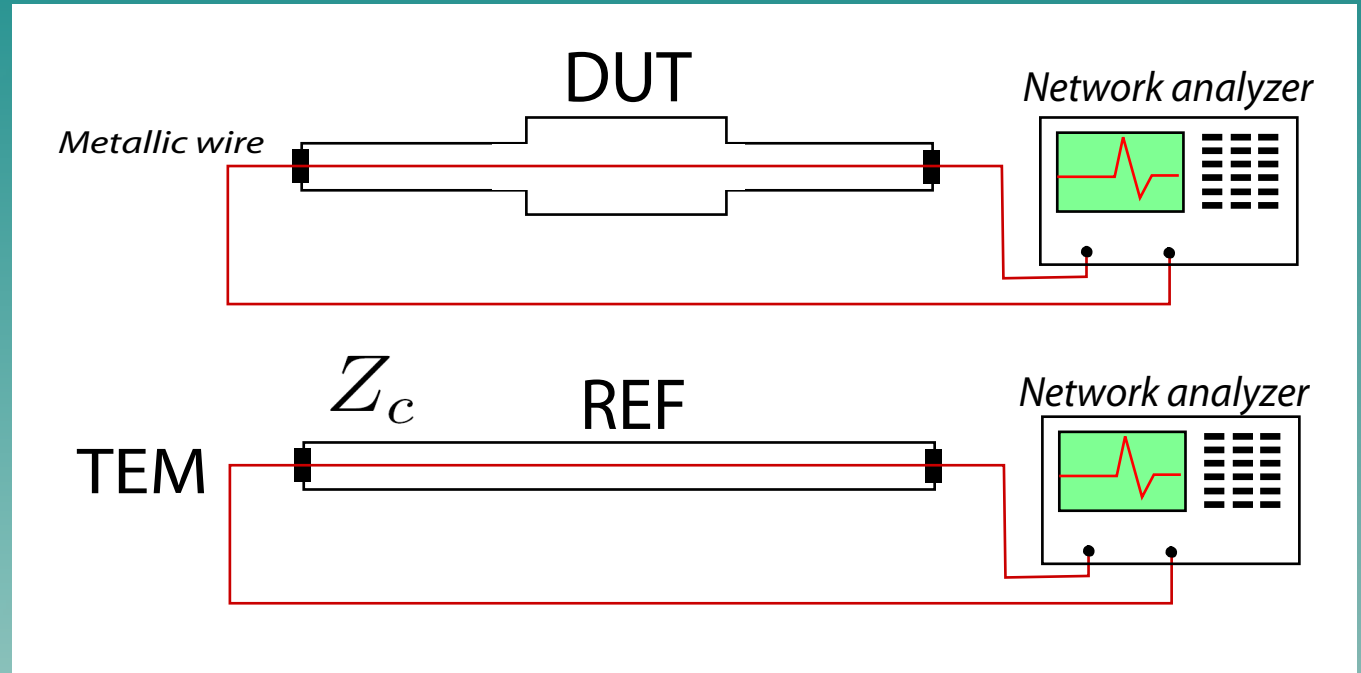 DUT
Network analyzer
Metallic wire
Z_c
REF
Network analyzer
TEM